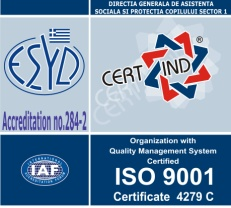 DIRECTIA GENERALA DE ASISTENTA
SOCIALA SI PROTECTIA COPILULUI SECTOR 1
ΕΣΥΔ
CERT IND
Accreditation no.284-2
INTERNATIONAL
IAF
Organization with
Quality Management System
Certified
ISO 9001
Certificate 4279 C